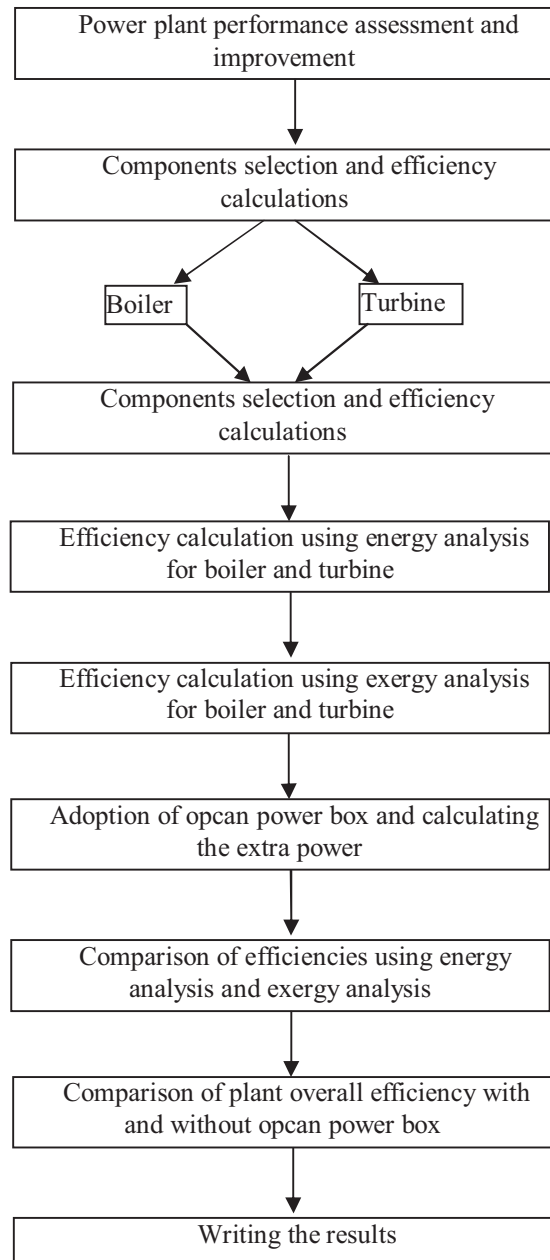 Power plant performance assessment and
improvement
Components selection and efficiency
calculations
Boiler
Turbine
Components selection and efficiency
calculations
Efficiency calculation using energy analysis
for boiler and turbine
Efficiency calculation using exergy analysis
for boiler and turbine
Adoption of opcan power box and calculating
the extra power
Comparison of efficiencies using energy
analysis and exergy analysis
Comparison of plant overall efficiency with
and without opcan power box
Writing the results